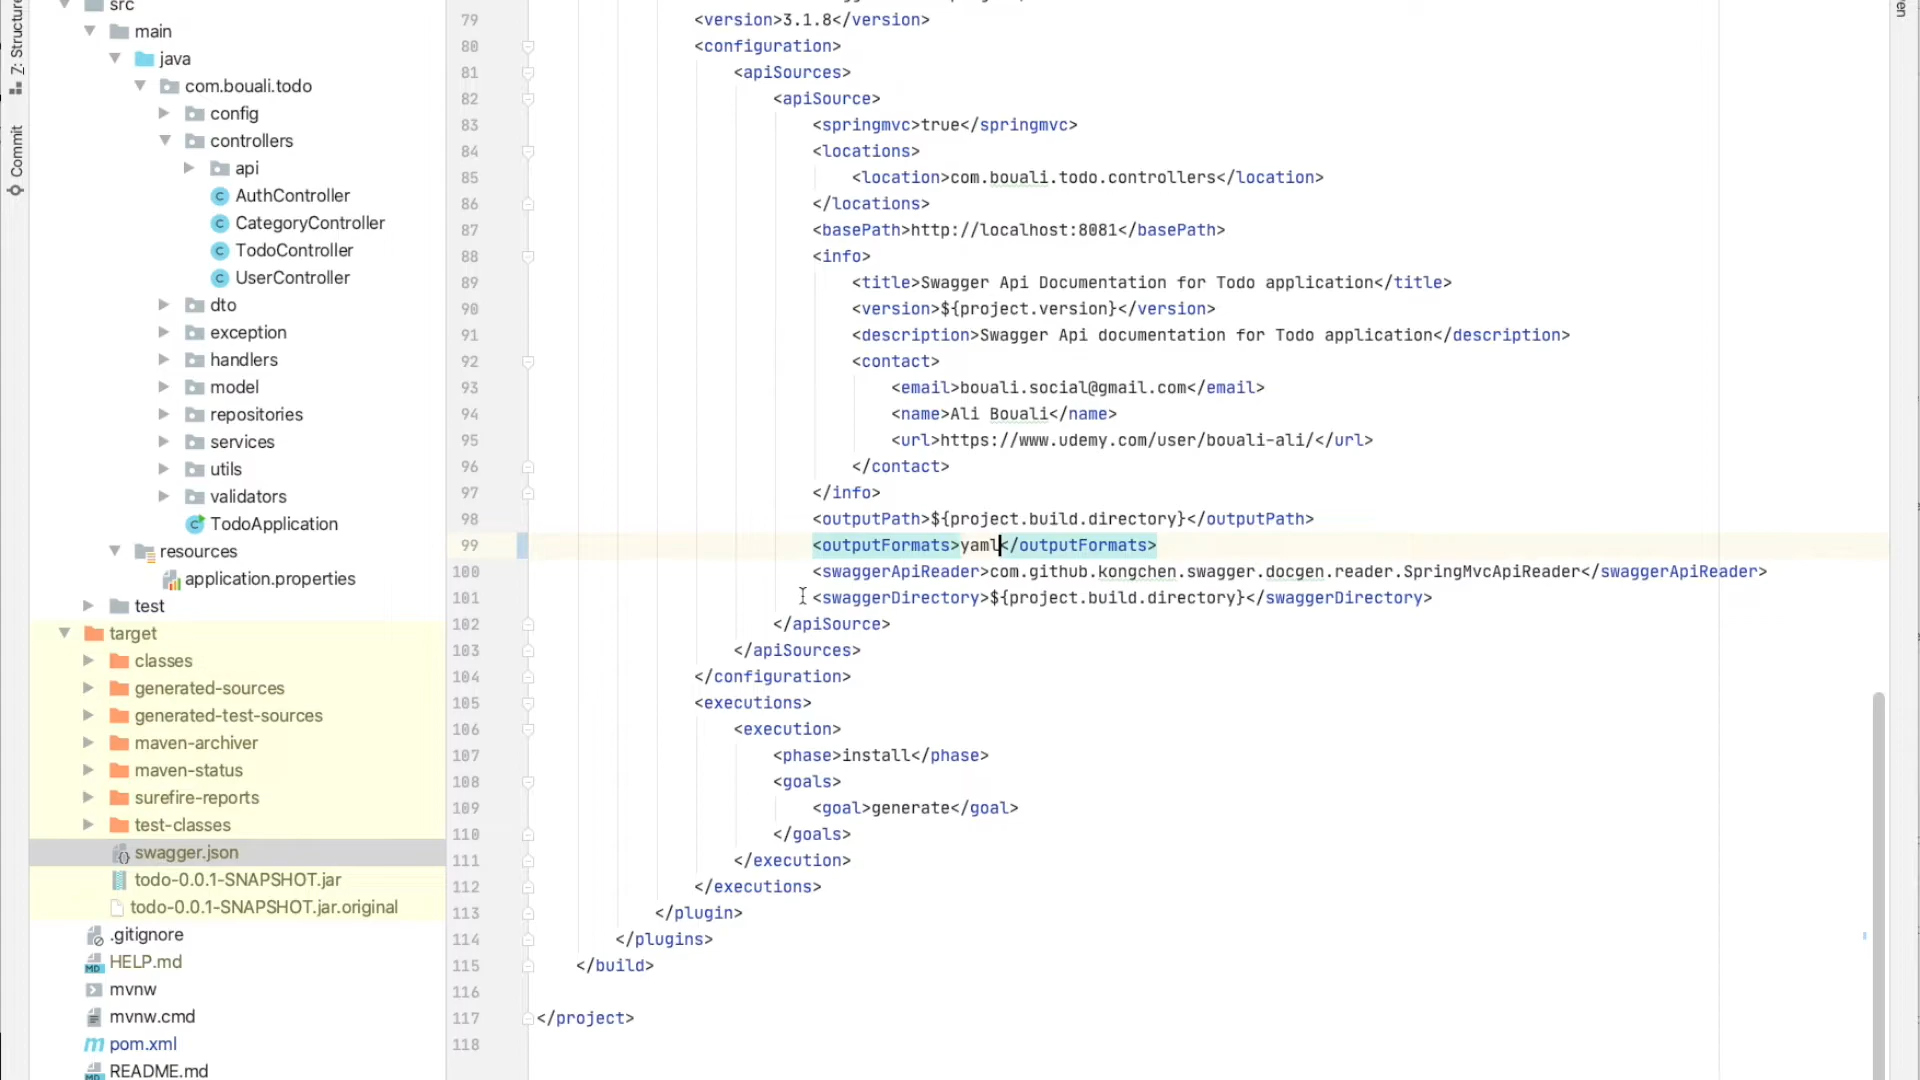 Z: Structure
Commit
src
main
java
com.bouali.todo
config
controllers
api
AuthController
CategoryController
TodoController
UserController
dto
exception
handlers
model
repositories
services
utils
validators
TodoApplication
resources
application.properties
test
target
classes
generated-sources
generated-test-sources
maven-archiver
maven-status
surefire-reports
test-classes
swagger.json
todo-0.0.1-SNAPSHOT.jar
todo-0.0.1-SNAPSHOT.jar.original
.gitignore
HELP.md
mvnw
mvnw.cmd
pom.xml
README.md
79 <version>3.1.8</version>
80 <configuration>
81 <apiSources>
82 <apiSource>
83 <springmvc>true</springmvc>
84 <locations>
85 <location>com.bouali.todo.controllers</location>
86 </locations>
87 <basePath>http://localhost:8081</basePath>
88 <info>
89 <title>Swagger Api Documentation for Todo application</title>
90 <version>${project.version}</version>
91 <description>Swagger Api documentation for Todo application</description>
92 <contact>
93 <email>bouali.social@gmail.com</email>
94 <name>Ali Bouali</name>
95 <url>https://www.udemy.com/user/bouali-ali/</url>
96 </contact>
97 </info>
98 <outputPath>${project.build.directory}</outputPath>
99 <outputFormats>yaml</outputFormats>
100 <swaggerApiReader>com.github.kongchen.swagger.docgen.reader.SpringMvcApiReader</swaggerApiReader>
101 <swaggerDirectory>${project.build.directory}</swaggerDirectory>
102 </apiSource>
103 </apiSources>
104 </configuration>
105 <executions>
106 <execution>
107 <phase>install</phase>
108 <goals>
109 <goal>generate</goal>
110 </goals>
111 </execution>
112 </executions>
113 </plugin>
114 </plugins>
115 </build>
116
117 </project>
118